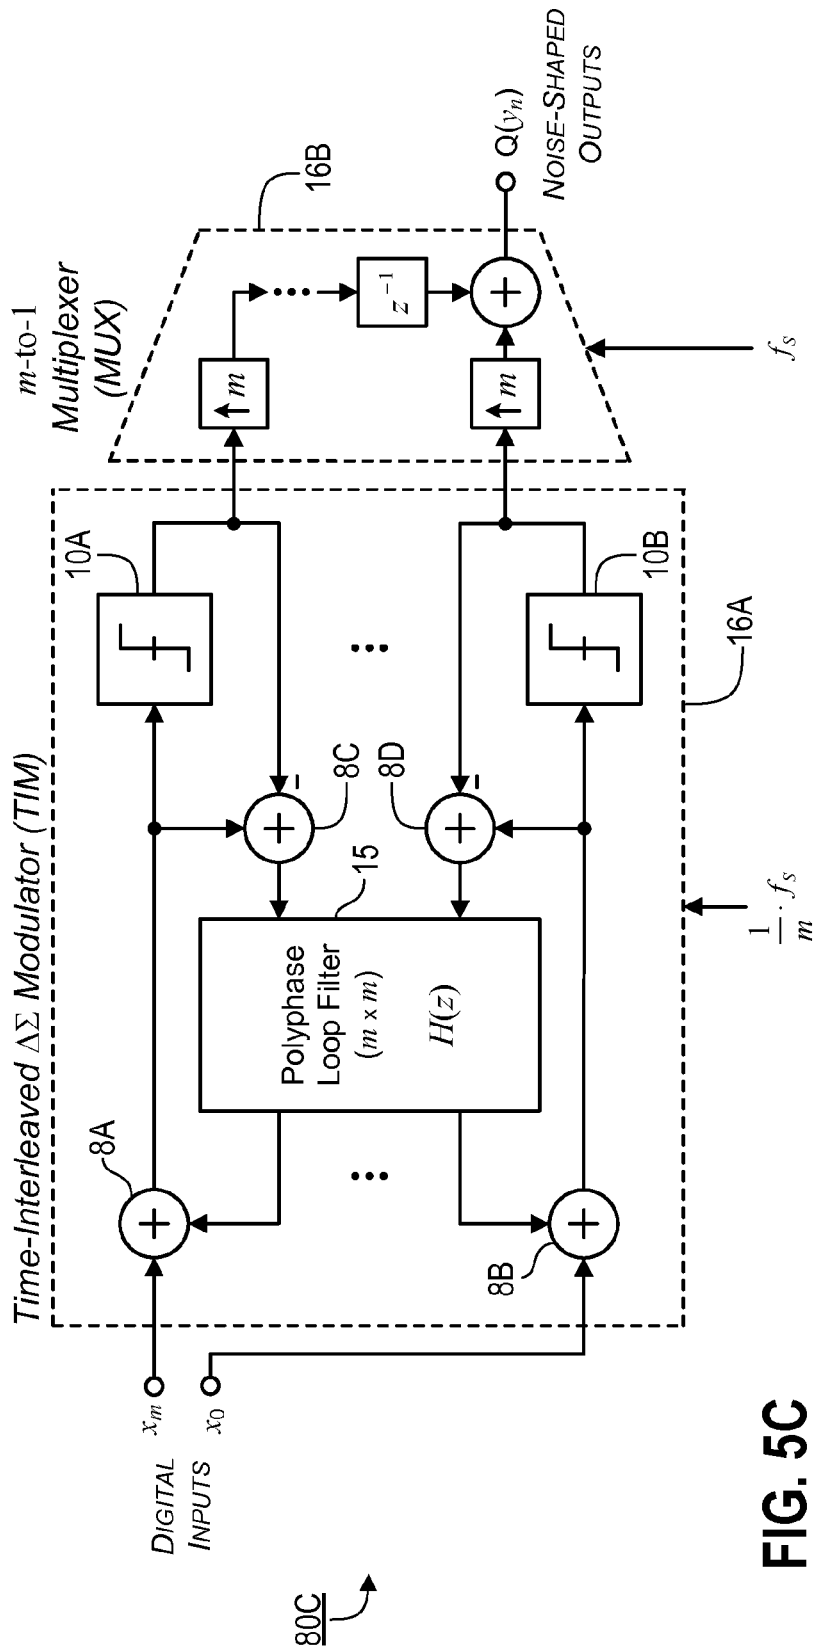 Time-Interleaved ΔΣ Modulator (TIM)
m-to-1
Multiplexer
(MUX)
8A
10A
16B
m
z⁻¹
Q(yₙ)
NOISE-SHAPED
OUTPUTS
xₘ
x₀
DIGITAL
INPUTS
Polyphase
Loop Filter
(m x m)
H(z)
15
8C
8D
-
-
+
+
+
+
+
m
8B
10B
16A
1/m · fₛ
fₛ
80C
FIG. 5C